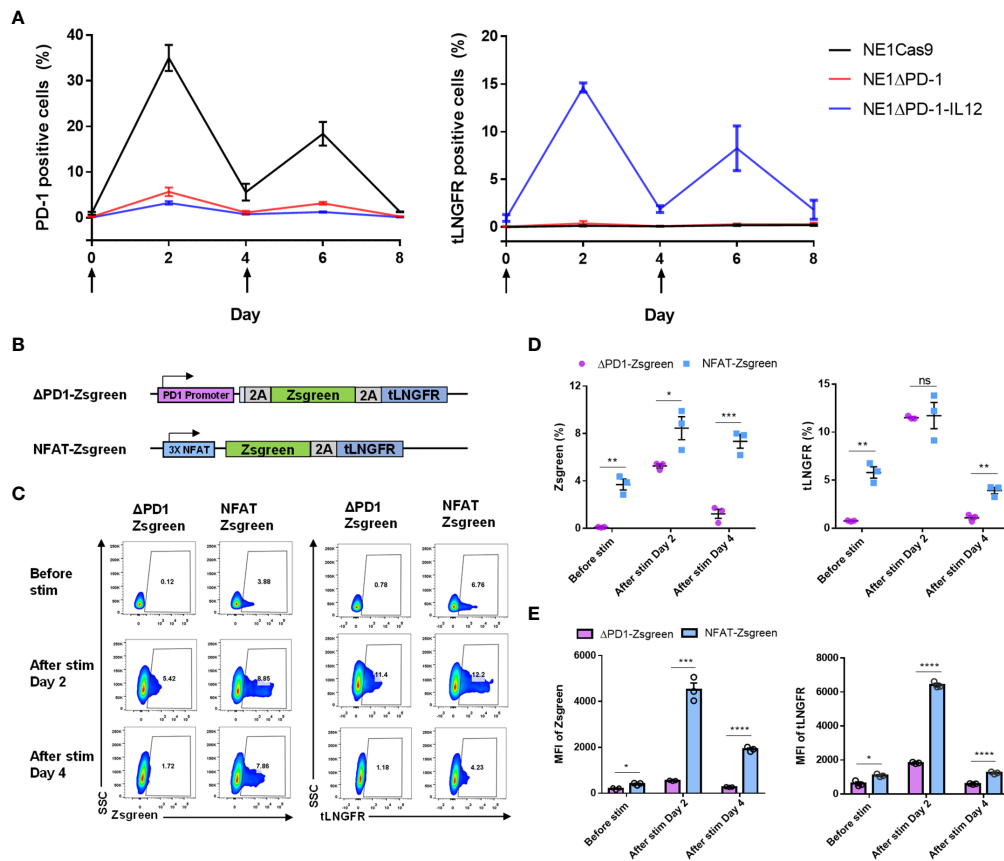 A
PD-1 positive cells (%)
40
30
20
10
0
0 2 4 6 8
Day
tLNGFR positive cells (%)
20
15
10
5
0
0 2 4 6 8
Day
NE1Cas9
NE1ΔPD-1
NE1ΔPD-1-IL12
B
ΔPD1-Zsgreen
PD1 Promoter 2A Zsgreen 2A tLNGFR
NFAT-Zsgreen
3X NFAT Zsgreen 2A tLNGFR
C
ΔPD1 Zsgreen
NFAT Zsgreen
ΔPD1 Zsgreen
NFAT Zsgreen
Before stim
0.12
3.88
0.78
6.76
After stim Day 2
5.42
8.85
11.4
12.2
After stim Day 4
1.72
7.86
1.18
4.23
SSC
Zsgreen
SSC
tLNGFR
D
ΔPD1-Zsgreen NFAT-Zsgreen
Zsgreen (%)
12
8
4
0
** * ***
Before stim
After stim Day 2
After stim Day 4
tLNGFR (%)
15
10
5
0
** ns **
Before stim
After stim Day 2
After stim Day 4
E
ΔPD1-Zsgreen NFAT-Zsgreen
MFI of Zsgreen
6000
4000
2000
0
* *** ****
Before stim
After stim Day 2
After stim Day 4
MFI of tLNGFR
8000
6000
4000
2000
0
* **** ****
Before stim
After stim Day 2
After stim Day 4